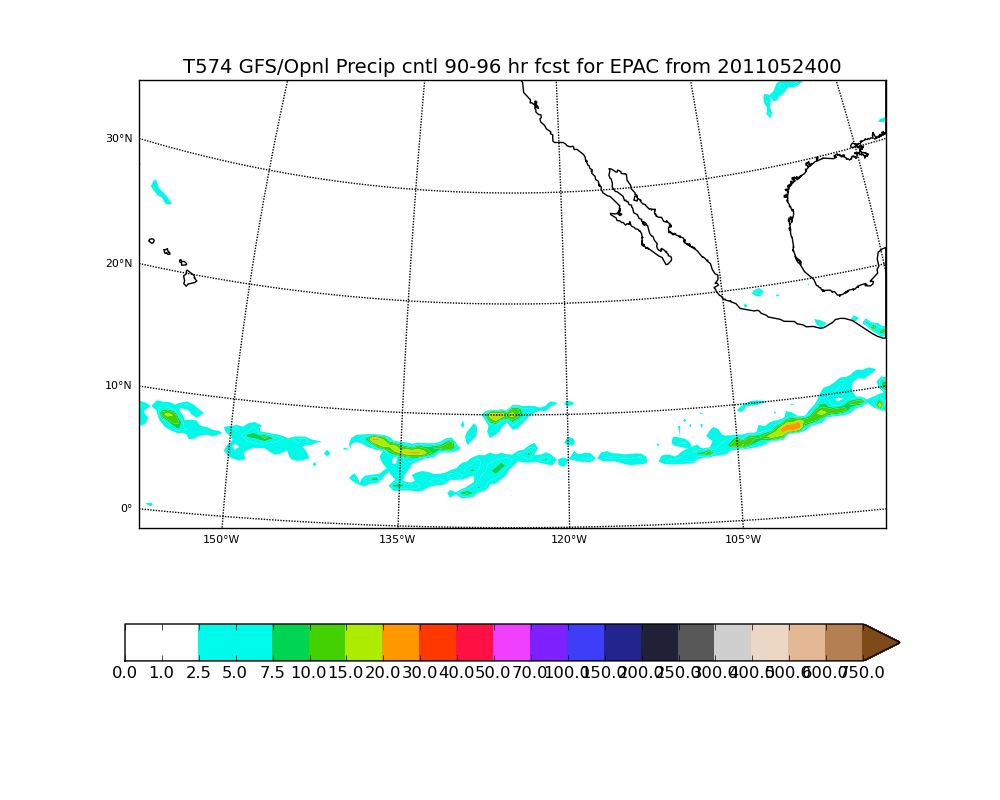 T574 GFS/Opnl Precip cntl 90-96 hr fcst for EPAC from 2011052400
30°N
20°N
10°N
0°
150°W 135°W 120°W 105°W
0.0 1.0 2.5 5.0 7.5 10.0 15.0 20.0 30.0 40.0 50.0 70.0 100.0 150.0 200.0 250.0 300.0 400.0 500.0 600.0 750.0